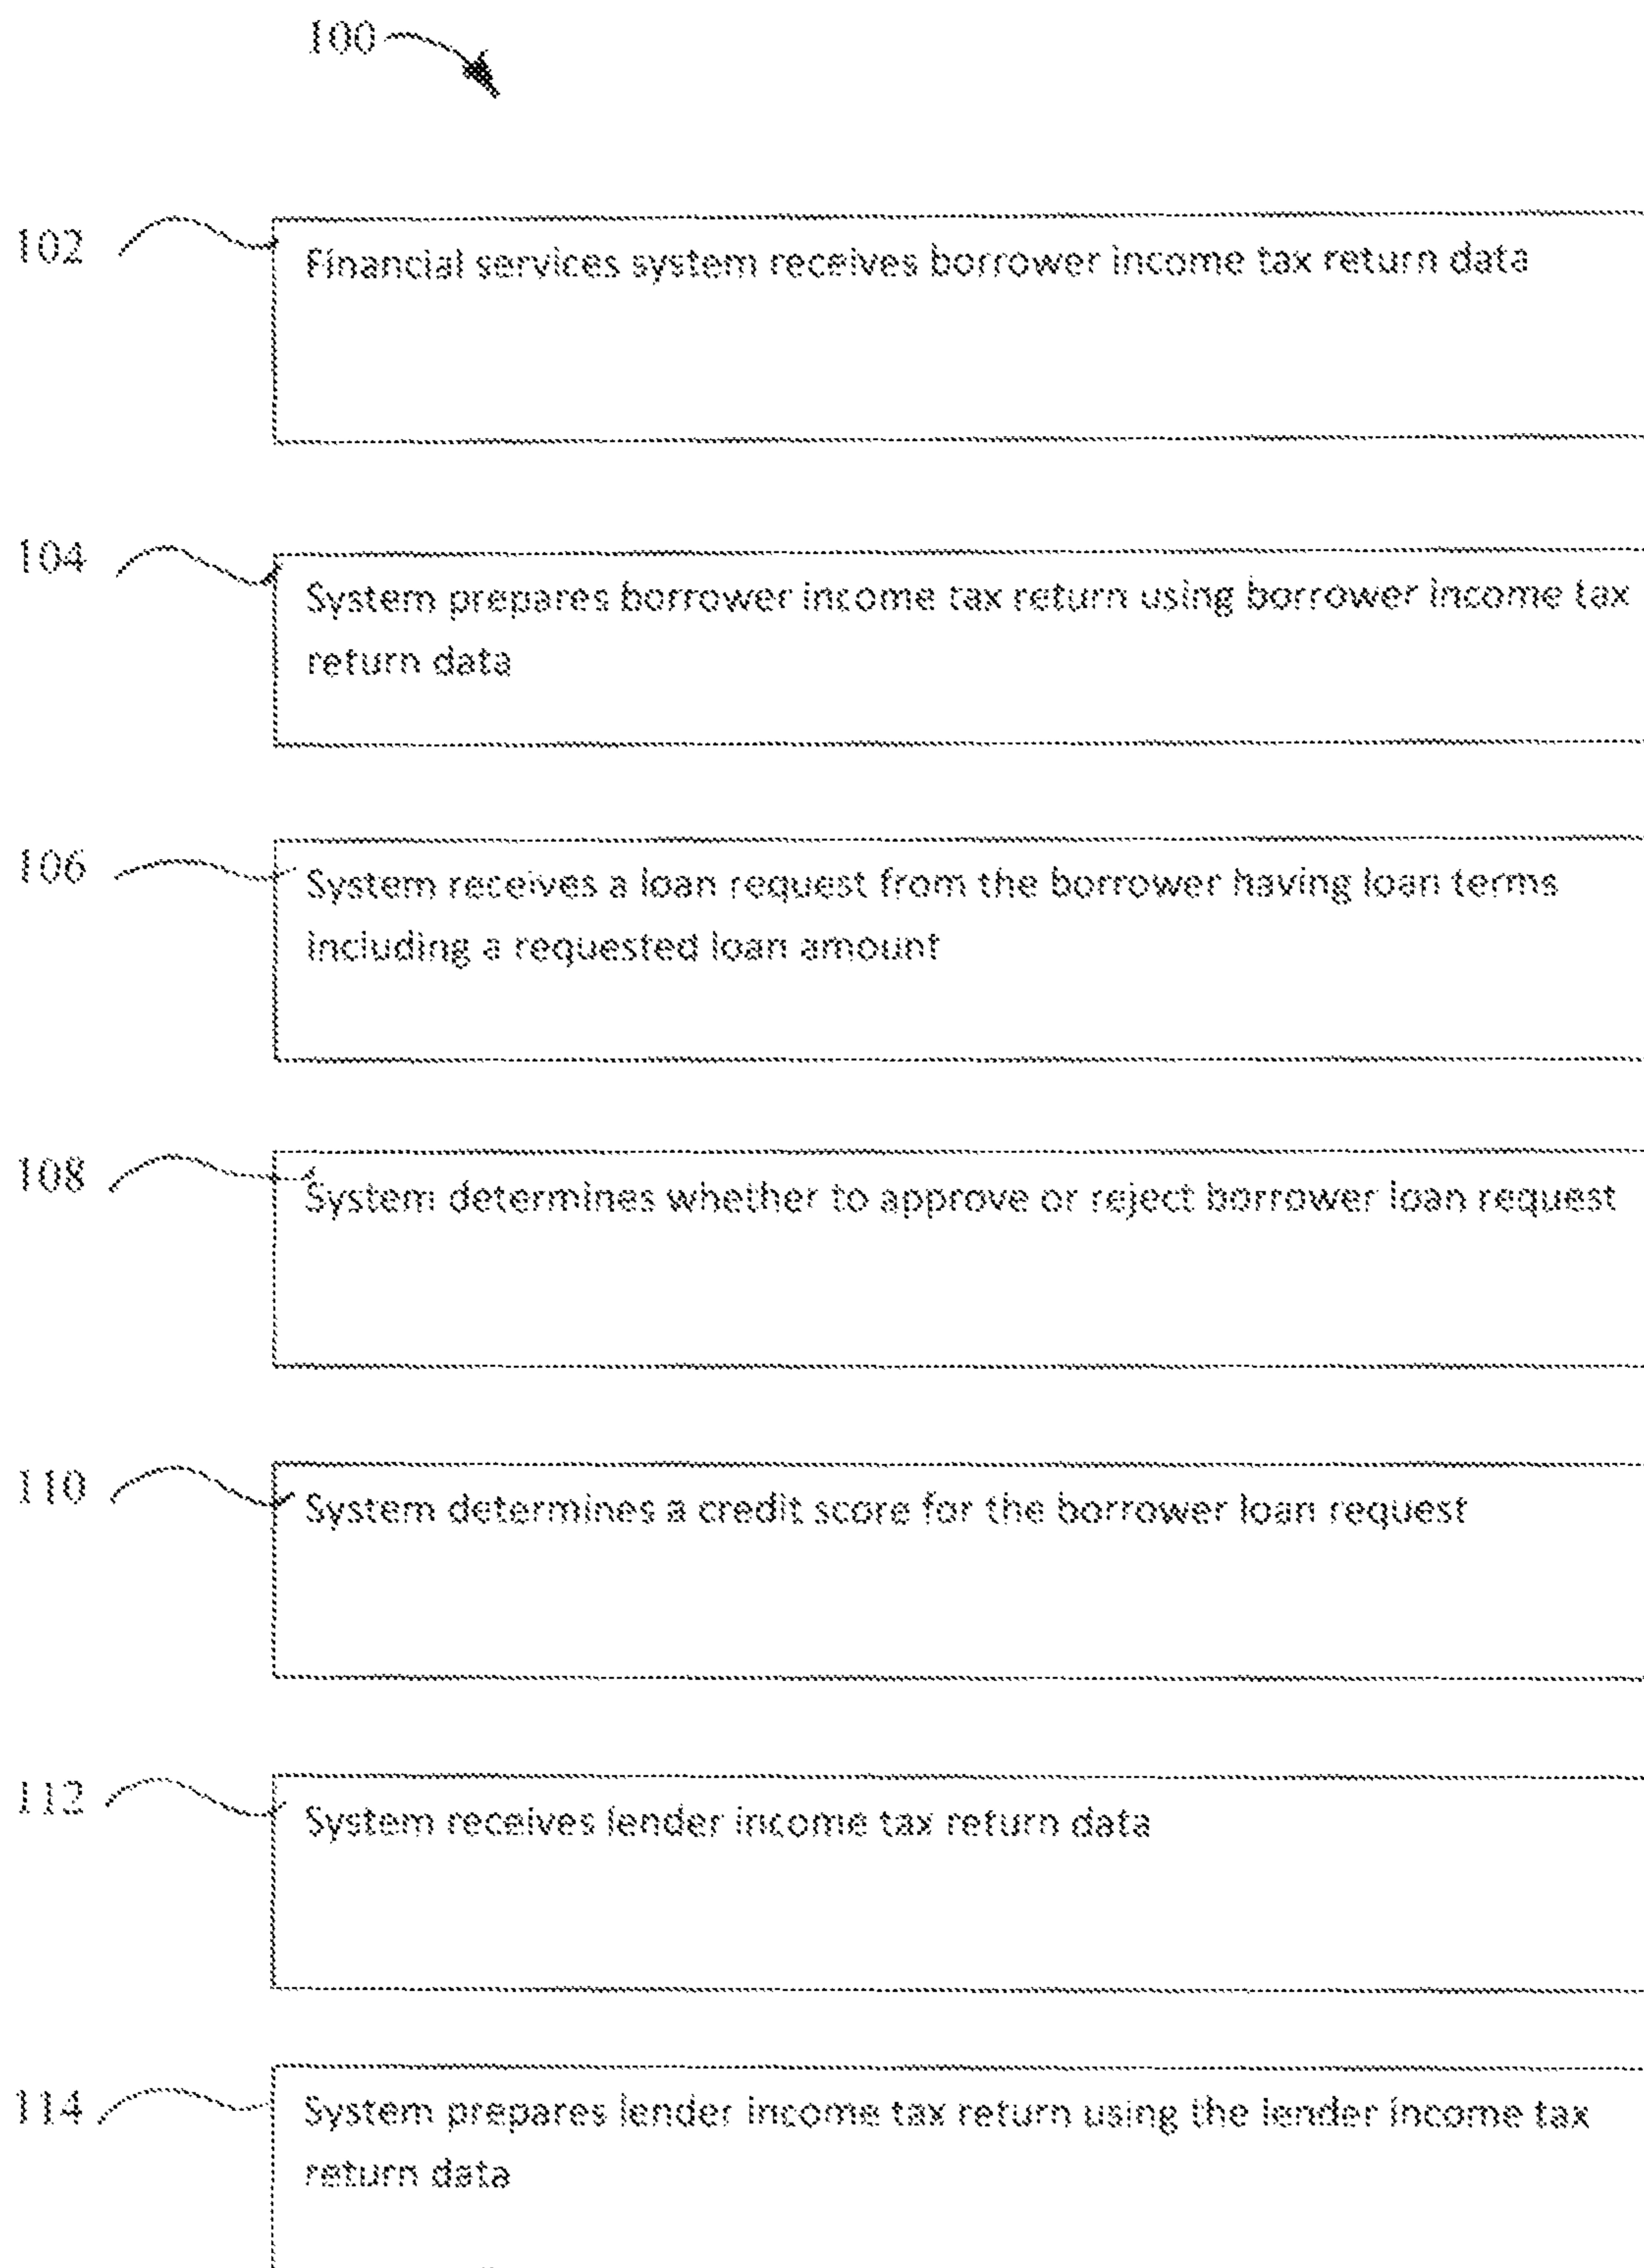 100
102
Financial services system receives borrower income tax return data
104
System prepares borrower income tax return using borrower income tax
return data
106
System receives a loan request from the borrower having loan terms
including a requested loan amount
108
System determines whether to approve or reject borrower loan request
110
System determines a credit score for the borrower loan request
112
System receives lender income tax return data
114
System prepares lender income tax return using the lender income tax
return data